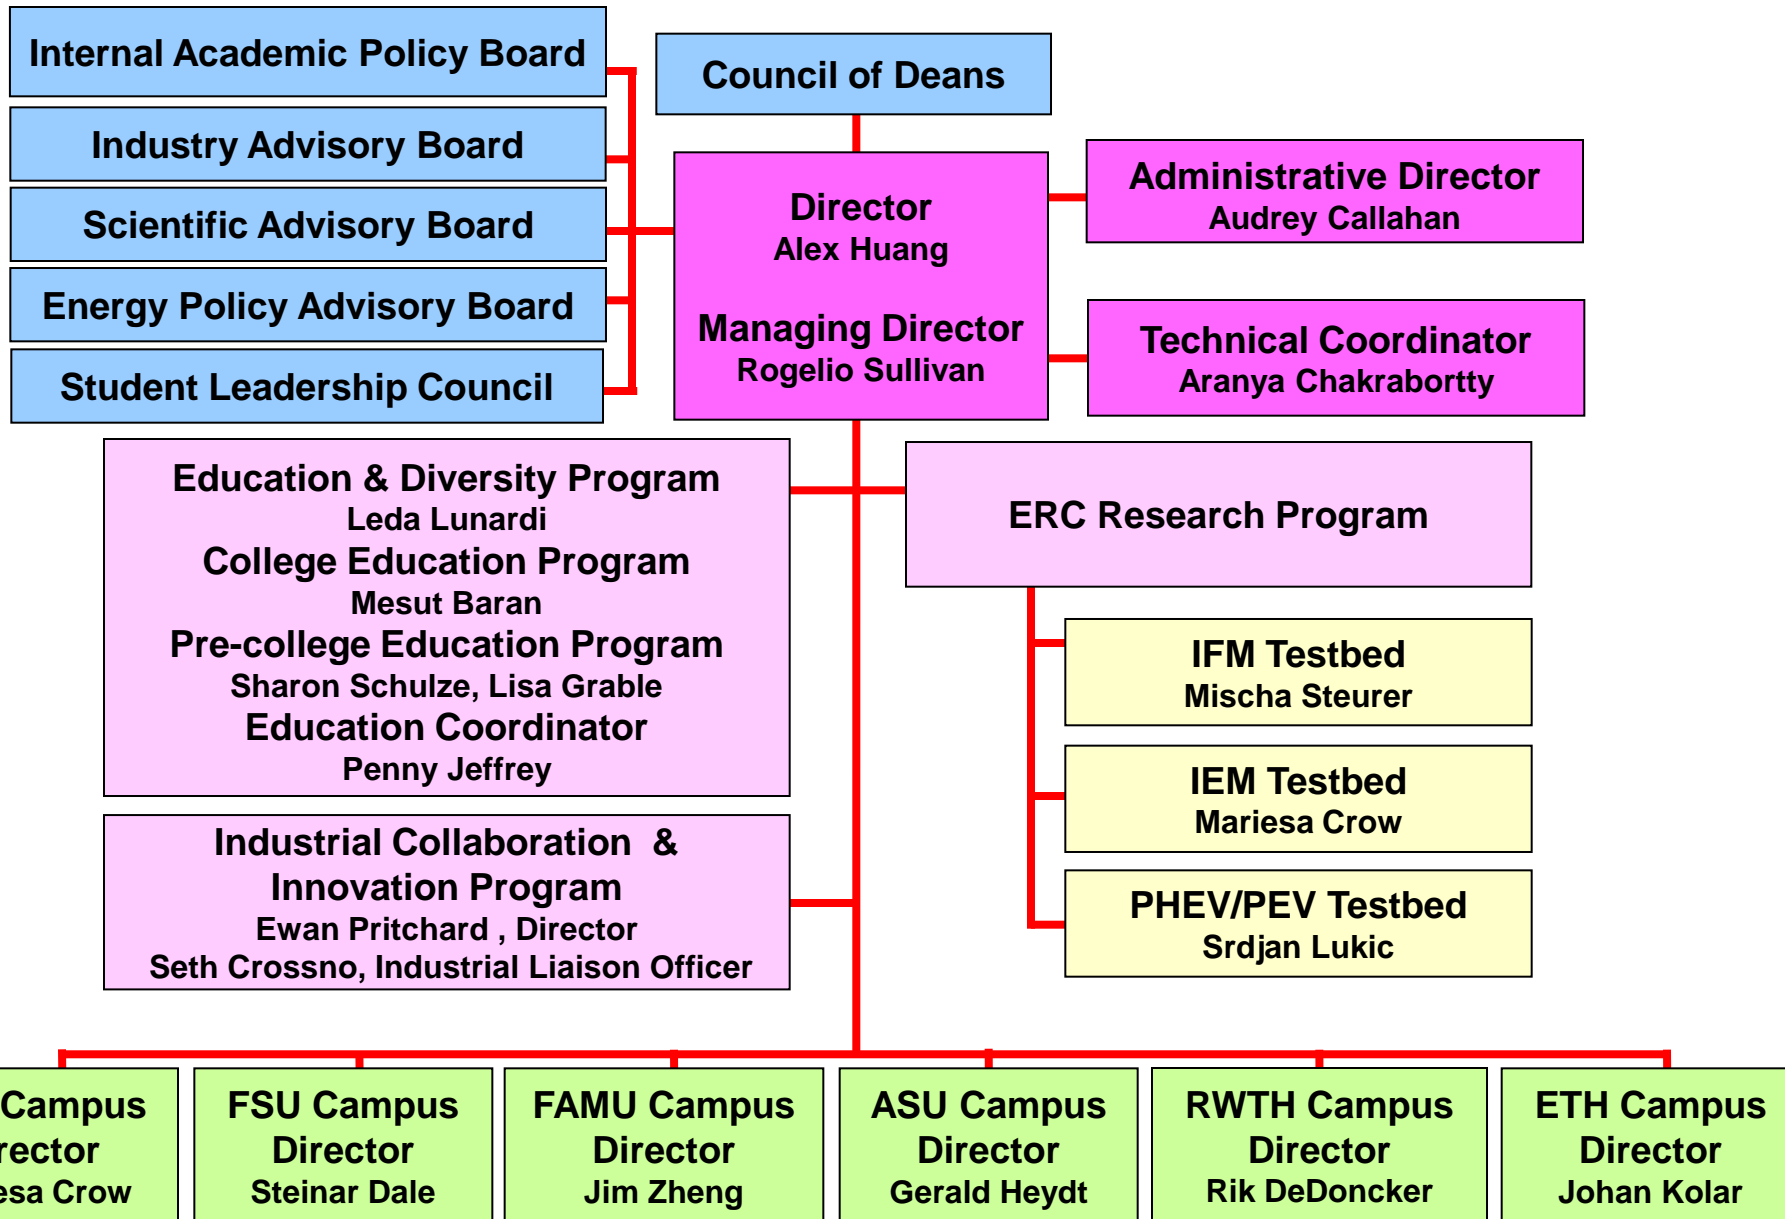 Internal Academic Policy Board
Industry Advisory Board
Scientific Advisory Board
Energy Policy Advisory Board
Student Leadership Council
Council of Deans
Director
Alex Huang
Managing Director
Rogelio Sullivan
Administrative Director
Audrey Callahan
Technical Coordinator
Aranya Chakrabortty
Education & Diversity Program
Leda Lunardi
College Education Program
Mesut Baran
Pre-college Education Program
Sharon Schulze, Lisa Grable
Education Coordinator
Penny Jeffrey
Industrial Collaboration &
Innovation Program
Ewan Pritchard , Director
Seth Crossno, Industrial Liaison Officer
ERC Research Program
IFM Testbed
Mischa Steurer
IEM Testbed
Mariesa Crow
PHEV/PEV Testbed
Srdjan Lukic
Campus
Crow
FSU Campus
Director
Steinar Dale
FAMU Campus
Director
Jim Zheng
ASU Campus
Director
Gerald Heydt
RWTH Campus
Director
Rik DeDoncker
ETH Campus
Director
Johan Kolar